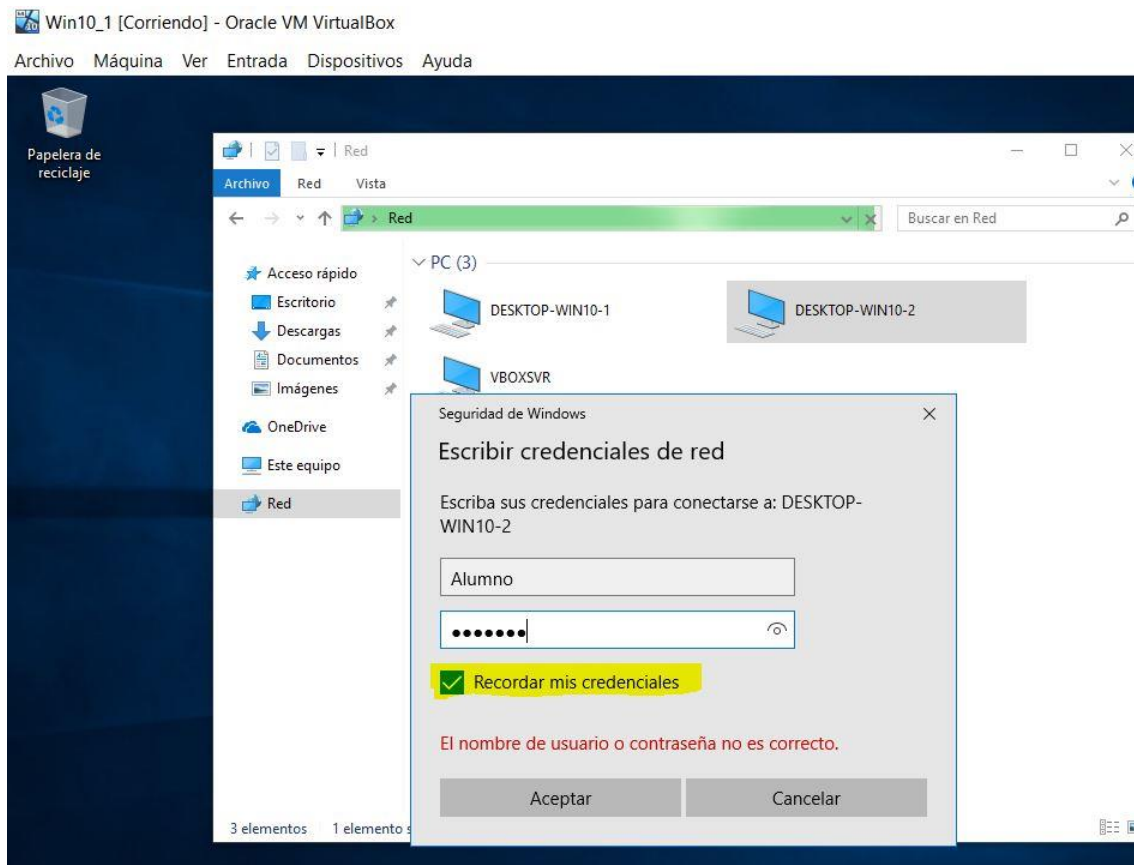 Win10_1 [Corriendo] - Oracle VM VirtualBox
Archivo Máquina Ver Entrada Dispositivos Ayuda
Papelera de
reciclaje
Red
Archivo Red Vista
Red
Buscar en Red
Acceso rápido
Escritorio
Descargas
Documentos
Imágenes
OneDrive
Este equipo
Red
PC (3)
DESKTOP-WIN10-1
DESKTOP-WIN10-2
VBOXSVR
Seguridad de Windows
Escribir credenciales de red
Escriba sus credenciales para conectarse a: DESKTOP-
WIN10-2
Alumno
•••••••
Recordar mis credenciales
El nombre de usuario o contraseña no es correcto.
Aceptar Cancelar
3 elementos 1 elemento s